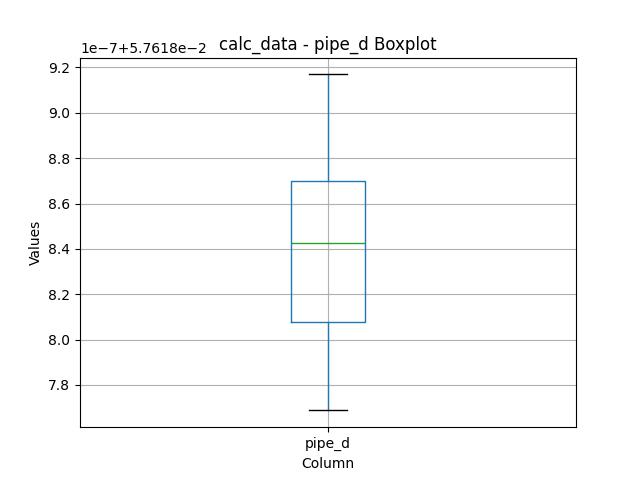 calc_data - pipe_d Boxplot
1e−7+5.7618e−2
9.2
9.0
8.8
8.6
8.4
8.2
8.0
7.8
Values
pipe_d
Column